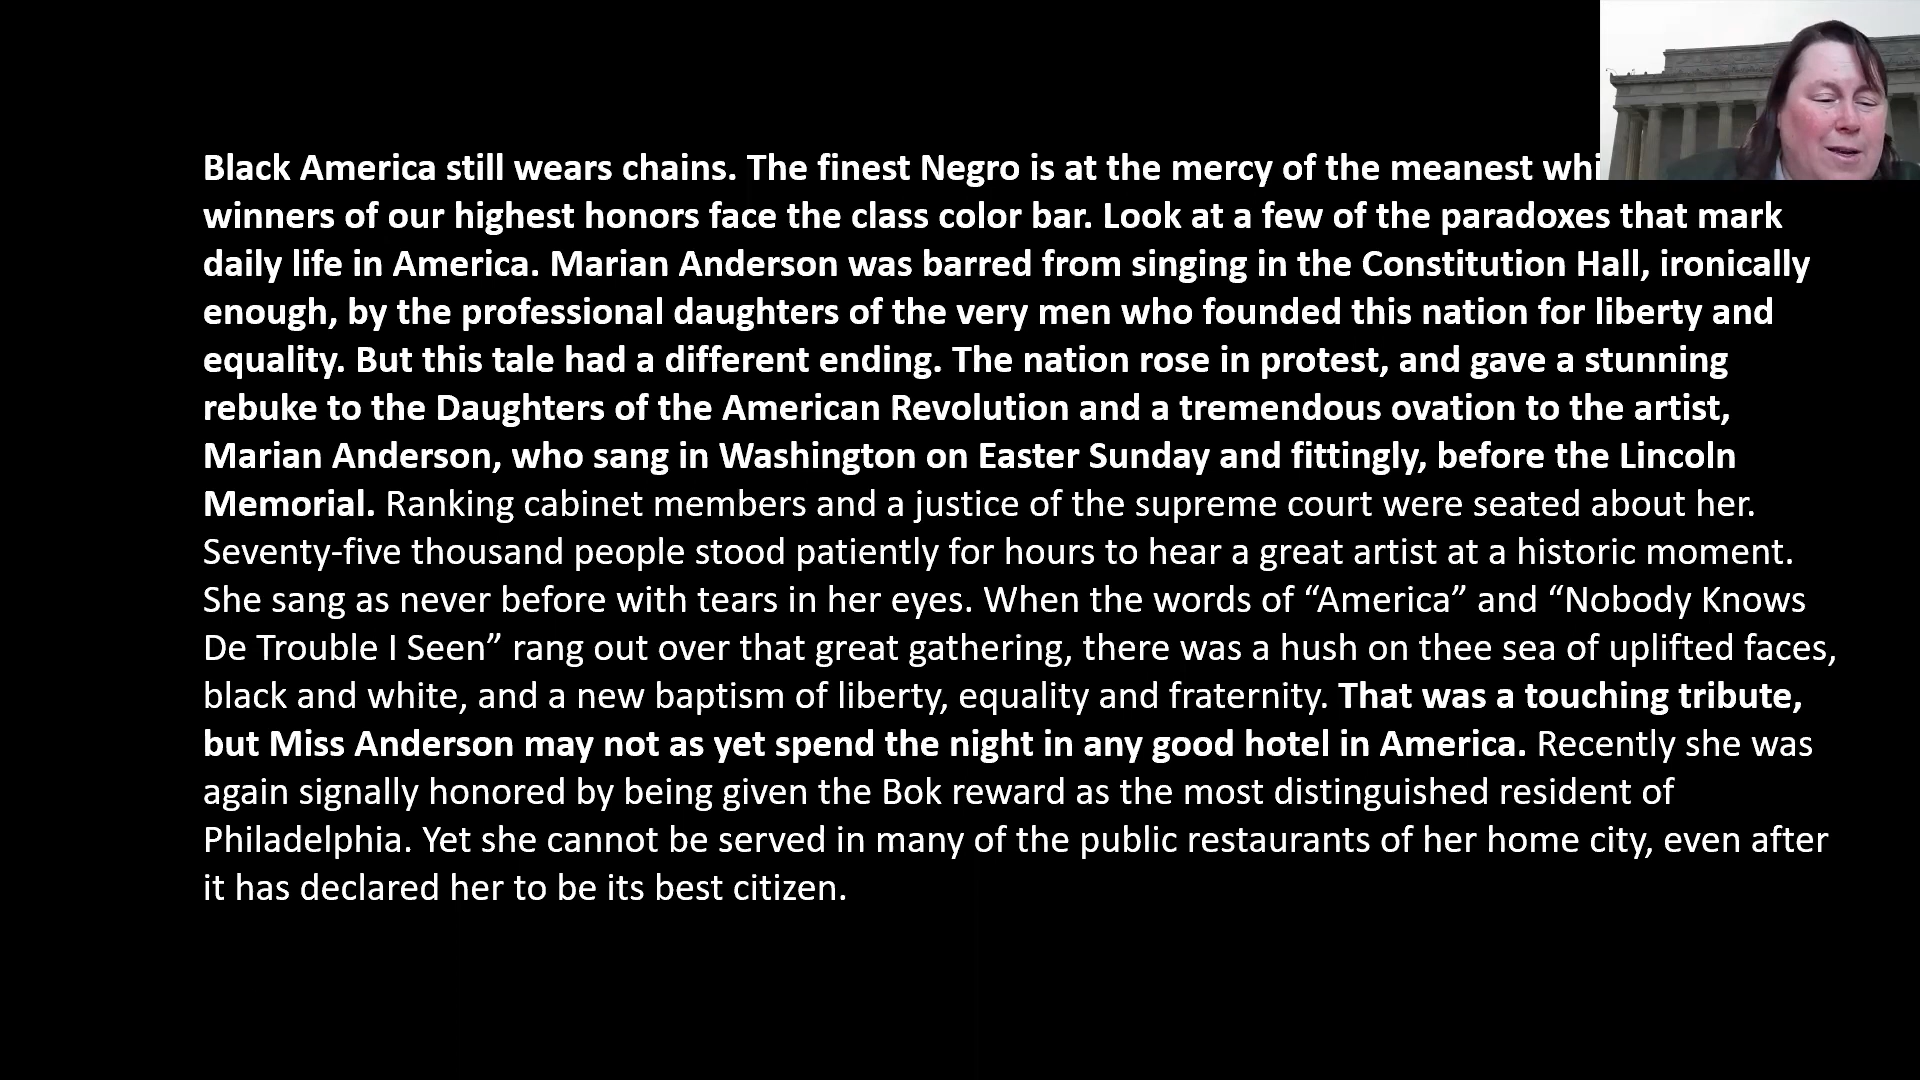 Black America still wears chains. The finest Negro is at the mercy of the meanest
winners of our highest honors face the class color bar. Look at a few of the paradoxes that mark
daily life in America. Marian Anderson was barred from singing in the Constitution Hall, ironically
enough, by the professional daughters of the very men who founded this nation for liberty and
equality. But this tale had a different ending. The nation rose in protest, and gave a stunning
rebuke to the Daughters of the American Revolution and a tremendous ovation to the artist,
Marian Anderson, who sang in Washington on Easter Sunday and fittingly, before the Lincoln
Memorial. Ranking cabinet members and a justice of the supreme court were seated about her.
Seventy-five thousand people stood patiently for hours to hear a great artist at a historic moment.
She sang as never before with tears in her eyes. When the words of “America” and “Nobody Knows
De Trouble I Seen” rang out over that great gathering, there was a hush on thee sea of uplifted faces,
black and white, and a new baptism of liberty, equality and fraternity. That was a touching tribute,
but Miss Anderson may not as yet spend the night in any good hotel in America. Recently she was
again signally honored by being given the Bok reward as the most distinguished resident of
Philadelphia. Yet she cannot be served in many of the public restaurants of her home city, even after
it has declared her to be its best citizen.